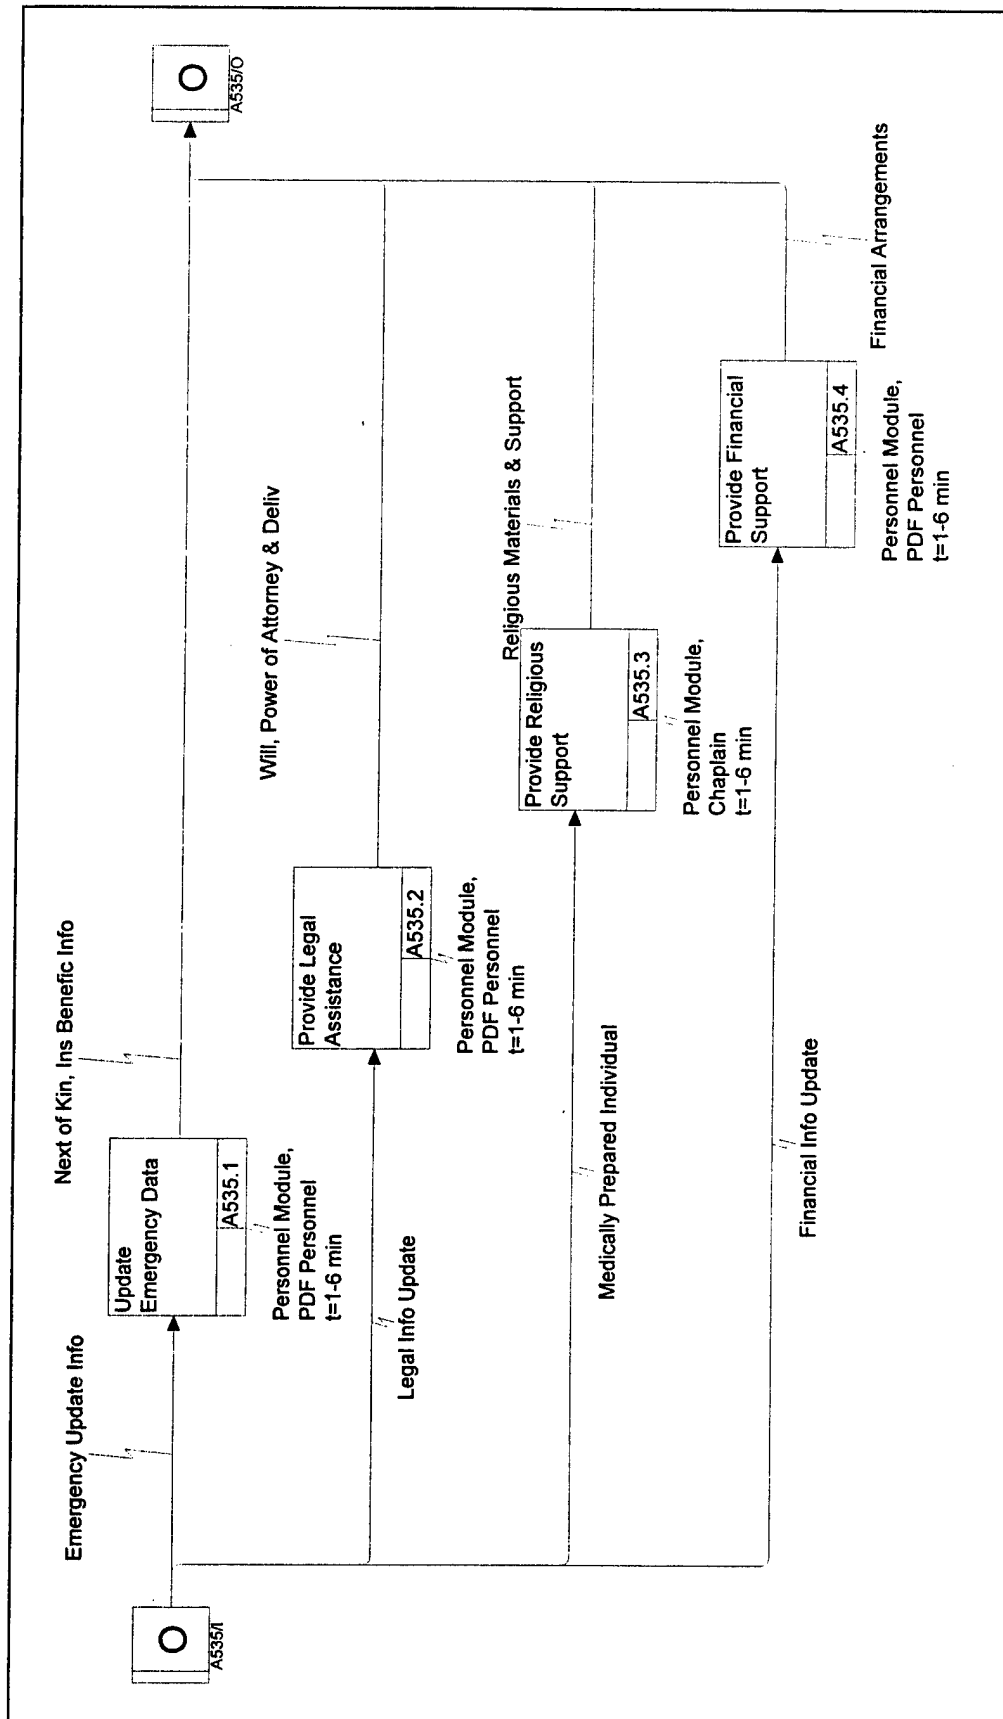 Emergency Update Info
Next of Kin, Ins Benefic Info
O
A535/I
Update
Emergency Data
A535.1
Personnel Module,
PDF Personnel
t=1-6 min
O
A535/O
Legal Info Update
Provide Legal
Assistance
A535.2
Personnel Module,
PDF Personnel
t=1-6 min
Will, Power of Attorney & Deliv
Medically Prepared Individual
Provide Religious
Support
A535.3
Personnel Module,
Chaplain
t=1-6 min
Religious Materials & Support
Financial Info Update
Provide Financial
Support
A535.4
Personnel Module,
PDF Personnel
t=1-6 min
Financial Arrangements